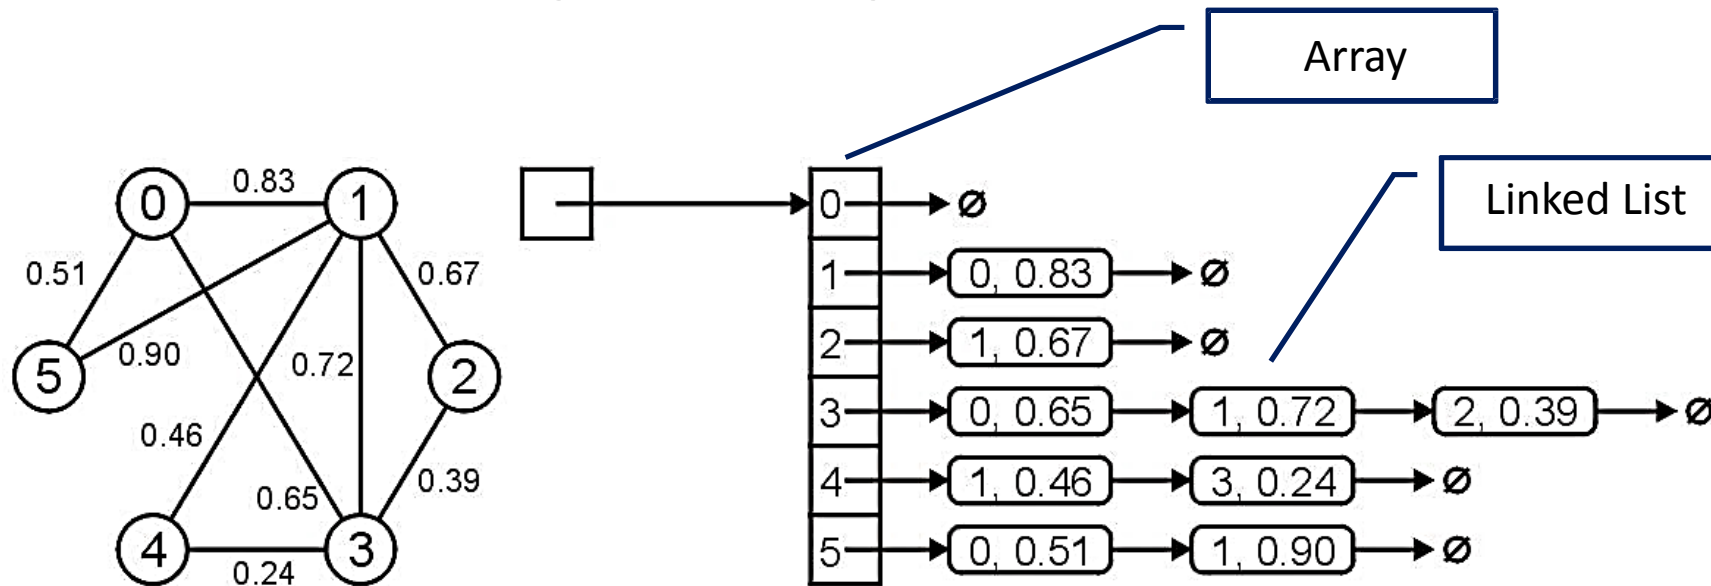 Array
Linked List
0 0.83 1
0.51 0.67
5 0.90 0.72 2
0.46 0.65 0.39
4 0.24 3
0 ∅
1 0, 0.83 ∅
2 1, 0.67 ∅
3 0, 0.65 1, 0.72 2, 0.39 ∅
4 1, 0.46 3, 0.24 ∅
5 0, 0.51 1, 0.90 ∅